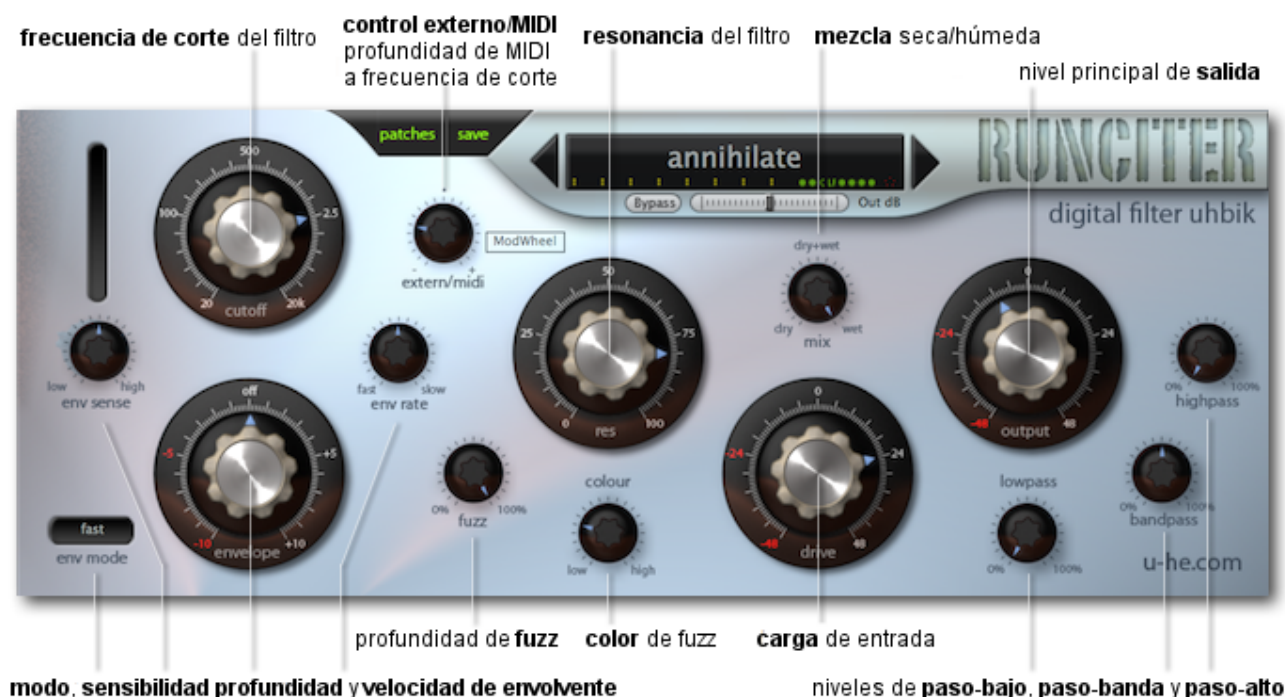 frecuencia de corte del filtro
control externo/MIDI
profundidad de MIDI
a frecuencia de corte
resonancia del filtro
mezcla seca/húmeda
nivel principal de salida
patches save
annihilate
C LF
Bypass
Out dB
RUNCITER
digital filter uhbik
500
100
2.5
20
20k
cutoff
ModWheel
- +
extern/midi
low high
env sense
fast slow
env rate
off
-5
+5
-10
+10
envelope
fast
env mode
50
25
75
0
100
res
dry+wet
dry wet
mix
0% 100%
fuzz
colour
low high
0
-24
24
-48
48
drive
0
-24
24
-48
48
output
0% 100%
highpass
0% 100%
bandpass
lowpass
0% 100%
u-he.com
profundidad de fuzz
color de fuzz
carga de entrada
modo, sensibilidad profundidad y velocidad de envolvente
niveles de paso-bajo, paso-banda y paso-alto